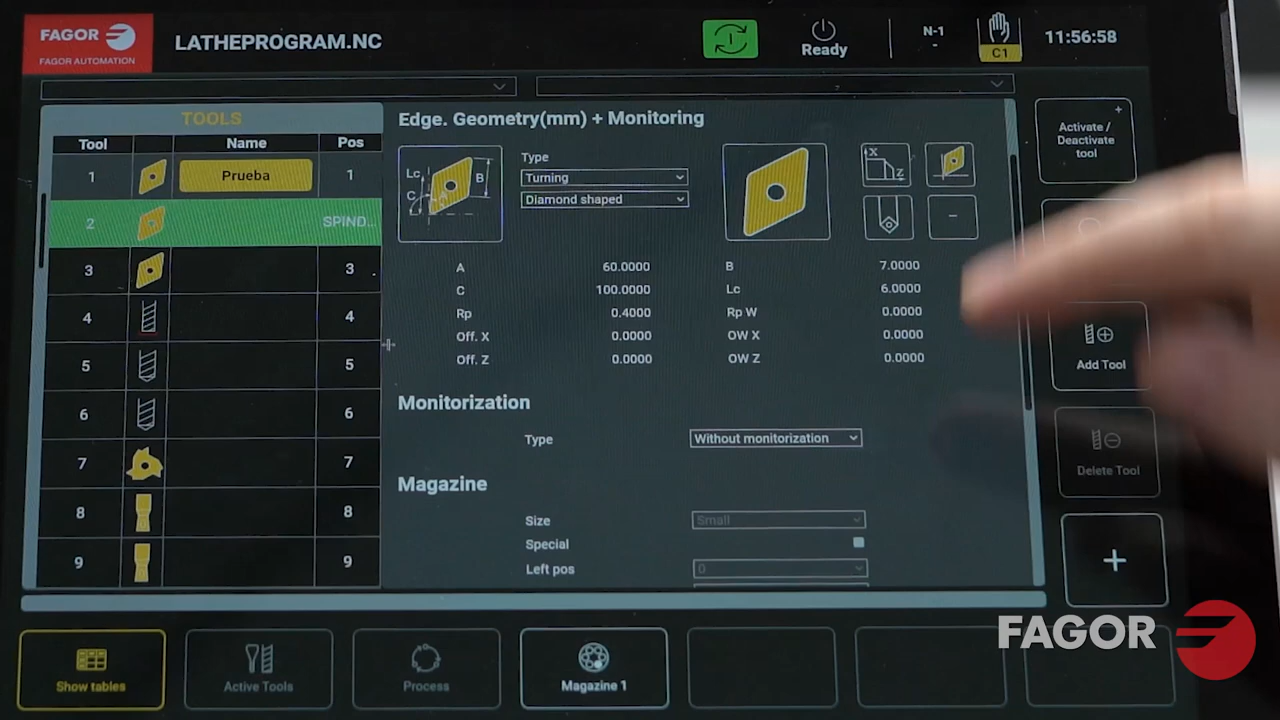 FAGOR
FAGOR AUTOMATION
LATHEPROGRAM.NC
Ready
N-1
-
C1
11:56:58
TOOLS
Tool Name Pos
1 Prueba 1
2 SPIND...
3 3
4 4
5 5
6 6
7 7
8 8
9 9
Edge. Geometry(mm) + Monitoring
Lc
B
C
Type
Turning
Diamond shaped
X
Z
A 60.0000 B 7.0000
C 100.0000 Lc 6.0000
Rp 0.4000 Rp W 0.0000
Off. X 0.0000 OW X 0.0000
Off. Z 0.0000 OW Z 0.0000
Monitorization
Type Without monitorization
Magazine
Size Small
Special
Left pos 0
+
Activate /
Deactivate
tool
Add Tool
Delete Tool
+
Show tables
Active Tools
Process
Magazine 1
FAGOR